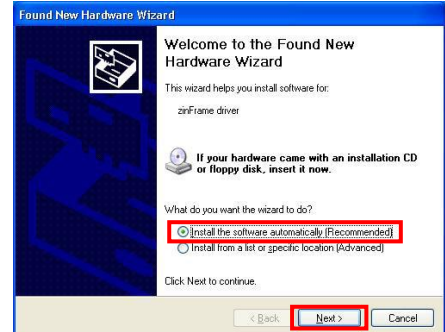 Found New Hardware Wizard
Welcome to the Found New
Hardware Wizard
This wizard helps you install software for:
zinFrame driver
If your hardware came with an installation CD
or floppy disk, insert it now.
What do you want the wizard to do?
Install the software automatically (Recommended)
Install from a list or specific location (Advanced)
Click Next to continue.
< Back
Next >
Cancel